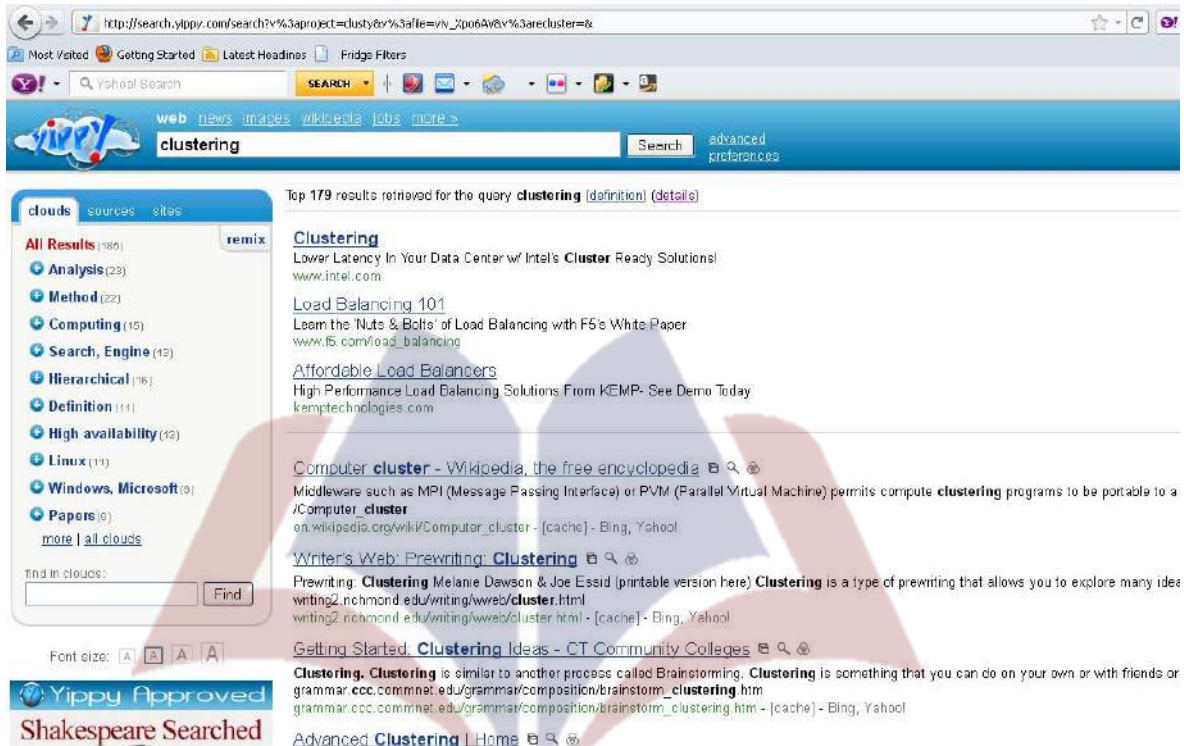 http://search.yippy.com/search?v%3aproject=clusty&v%3afile=viv_Xpo6AV&v%3arecluster=&
Most Visited Getting Started Latest Headlines Fridge Filters
Yahoo! Search SEARCH
yippy!
web news images wikipedia jobs more »
clustering Search advanced preferences
clouds sources sites
remix
All Results
Analysis (23)
Method (22)
Computing (15)
Search, Engine
Hierarchical
Definition (11)
High availability
Linux (11)
Windows, Microsoft
Papers
more | all clouds
find in clouds:
Find
Font size: A A A A
Yippy Approved
Shakespeare Searched
Top 179 results retrieved for the query clustering [definition] (details)
Clustering
Lower Latency In Your Data Center w/ Intel's Cluster Ready Solutions!
www.intel.com
Load Balancing 101
Learn the 'Nuts & Bolts' of Load Balancing with F5's White Paper
www.f5.com/load_balancing
Affordable Load Balancers
High Performance Load Balancing Solutions From KEMP- See Demo Today
kemptechnologies.com
Computer cluster - Wikipedia, the free encyclopedia
Middleware such as MPI (Message Passing Interface) or PVM (Parallel Virtual Machine) permits compute clustering programs to be portable to a
/Computer_cluster
en.wikipedia.org/wiki/Computer_cluster - [cache] - Bing, Yahoo!
Writer's Web: Prewriting: Clustering
Prewriting: Clustering Melanie Dawson & Joe Essid (printable version here) Clustering is a type of prewriting that allows you to explore many idea
writing2.richmond.edu/writing/wweb/cluster.html
writing2.richmond.edu/writing/wweb/cluster.html - [cache] - Bing, Yahoo!
Getting Started: Clustering Ideas - CT Community Colleges
Clustering. Clustering is similar to another process called Brainstorming. Clustering is something that you can do on your own or with friends or
grammar.ccc.commnet.edu/grammar/composition/brainstorm_clustering.htm
grammar.ccc.commnet.edu/grammar/composition/brainstorm_clustering.htm - [cache] - Bing, Yahoo!
Advanced Clustering | Home